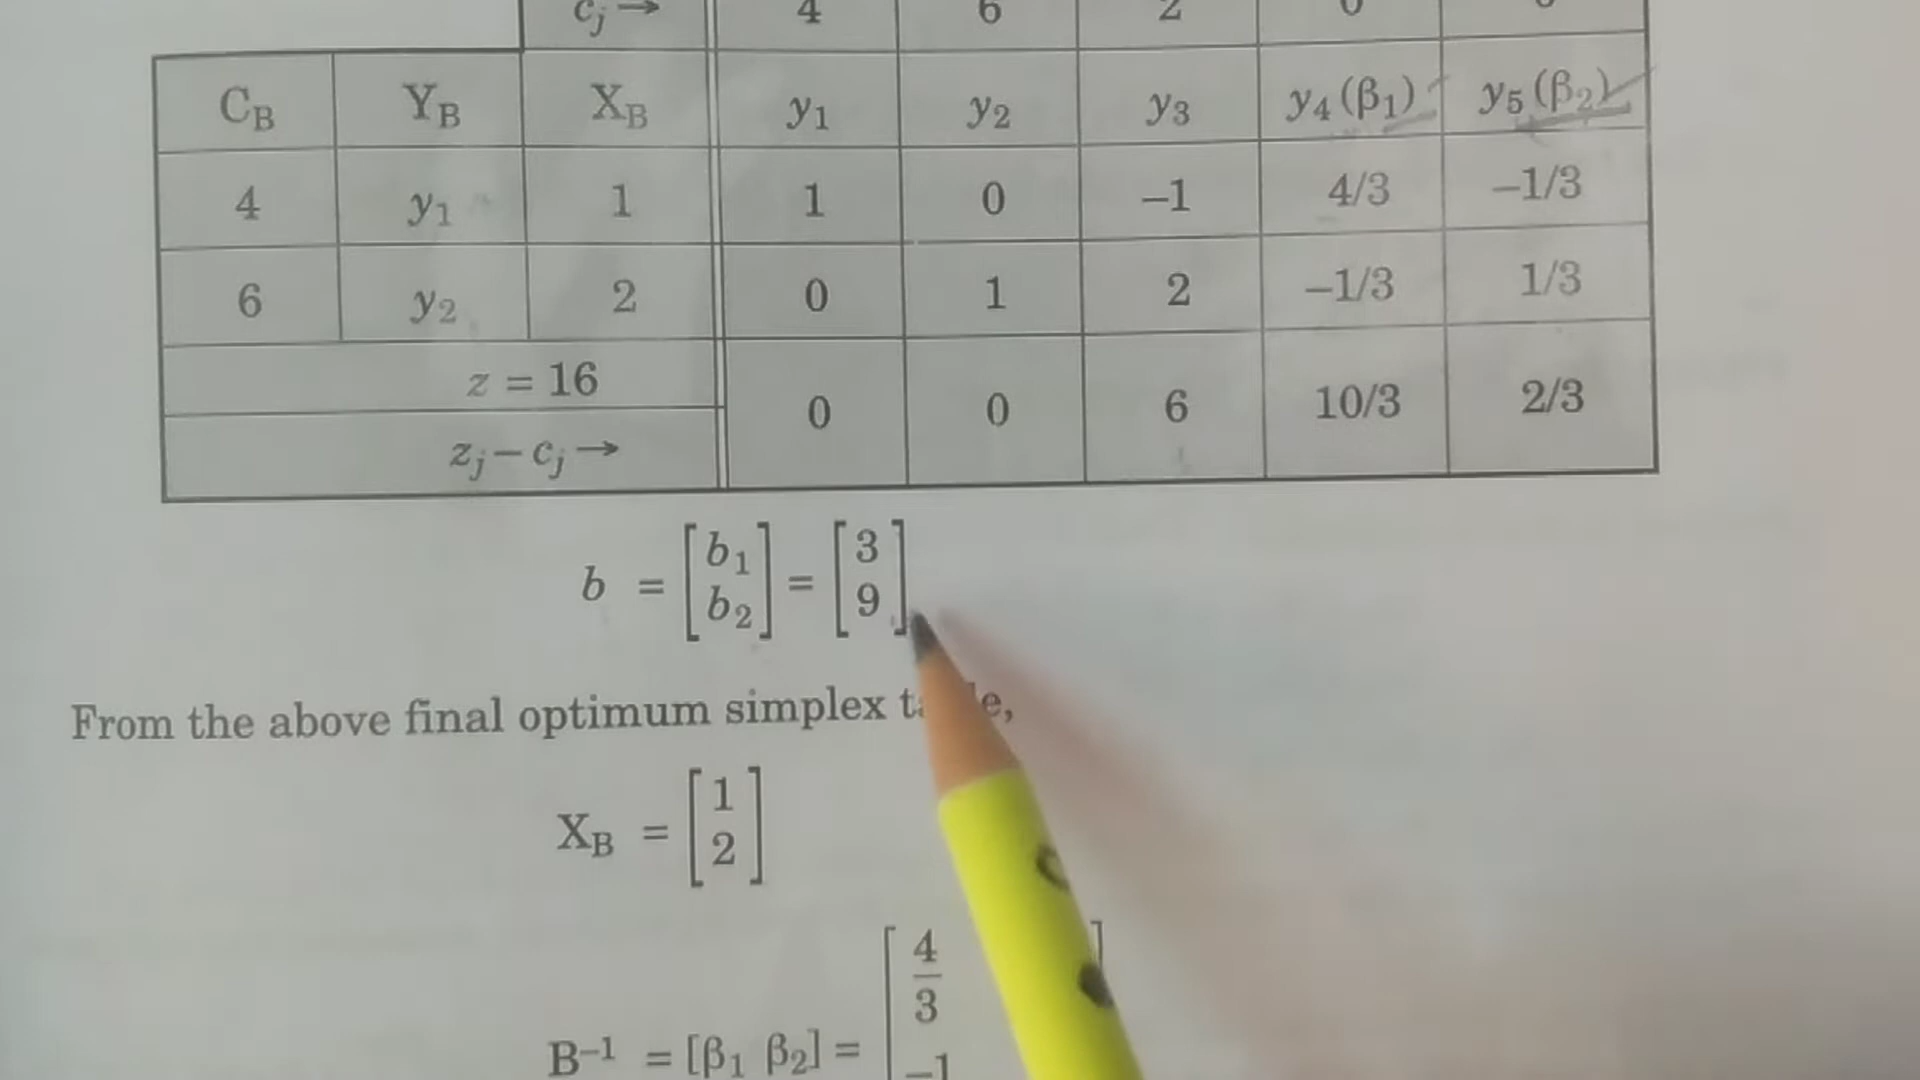 cj → 4 6 2 0
CB YB XB y1 y2 y3 y4 (β1) y5 (β2)
4 y1 1 1 0 –1 4/3 –1/3
6 y2 2 0 1 2 –1/3 1/3
z = 16
zj – cj → 0 0 6 10/3 2/3
b = [b1 b2] = [3 9]
From the above final optimum simplex
XB = [1 2]
B–1 = [β1 β2] = [4/3
–1